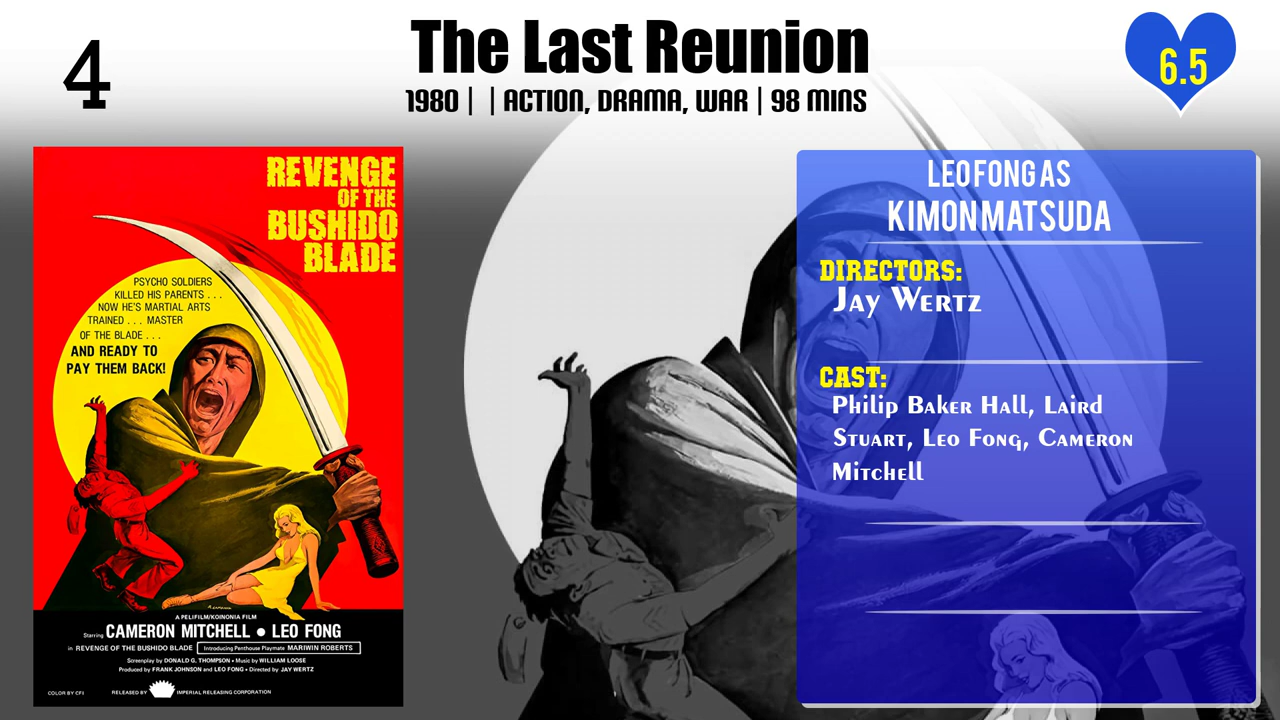 4
The Last Reunion
1980 | | ACTION, DRAMA, WAR | 98 MINS
6.5
REVENGE
OF THE
BUSHIDO
BLADE
PSYCHO SOLDIERS
KILLED HIS PARENTS . . .
NOW HE'S MARTIAL ARTS
TRAINED . . . MASTER
OF THE BLADE . . .
AND READY TO
PAY THEM BACK!
A PELIFILM/KOINONIA FILM
Starring CAMERON MITCHELL ● LEO FONG
in REVENGE OF THE BUSHIDO BLADE Introducing Penthouse Playmate MARIWIN ROBERTS
Screenplay by DONALD G. THOMPSON • Music by WILLIAM LOOSE
Produced by FRANK JOHNSON and LEO FONG • Directed by JAY WERTZ
COLOR BY CFI RELEASED BY IMPERIAL RELEASING CORPORATION
LEO FONG AS
KIMON MATSUDA
DIRECTORS:
Jay Wertz
CAST:
Philip Baker Hall, Laird
Stuart, Leo Fong, Cameron
Mitchell